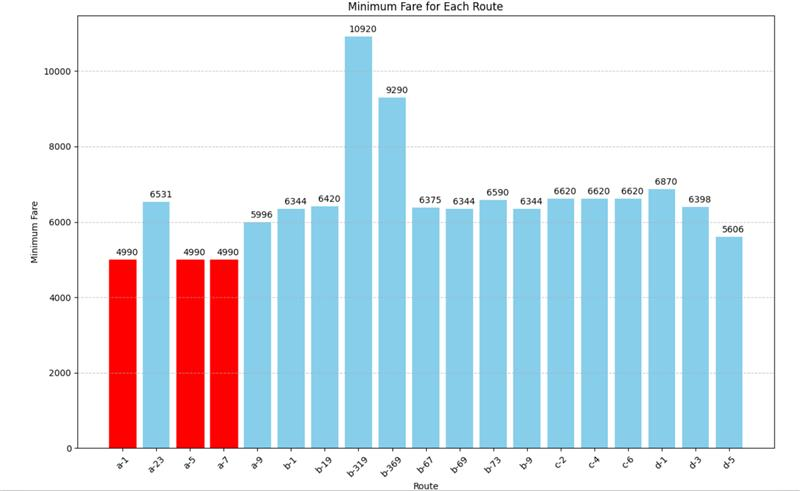 Minimum Fare for Each Route
10920
10000
9290
8000
6870
6531
6590
6620
6620
6620
6344
6420
6375
6344
6344
6398
6000
5996
5606
4990
4990
4990
4000
2000
0
Minimum Fare
a-1
a-23
a-5
a-7
a-9
b-1
b-19
b-319
b-369
b-67
b-69
b-73
b-9
c-2
c-4
c-6
d-1
d-3
d-5
Route